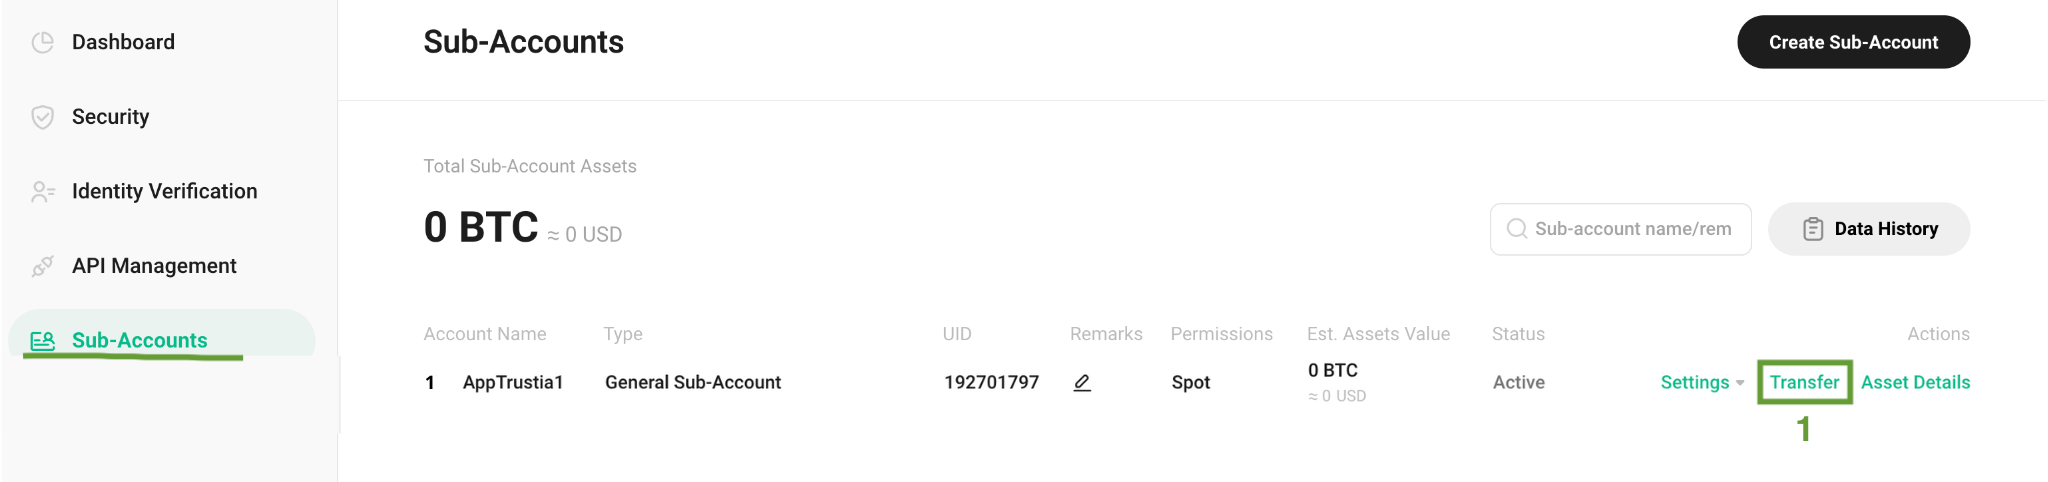 Dashboard
Security
Identity Verification
API Management
Sub-Accounts
Sub-Accounts
Create Sub-Account
Total Sub-Account Assets
0 BTC ≈ 0 USD
Sub-account name/rem
Data History
Account Name Type UID Remarks Permissions Est. Assets Value Status Actions
1 AppTrustia1 General Sub-Account 192701797 Spot 0 BTC Active Settings Transfer Asset Details
≈ 0 USD
1